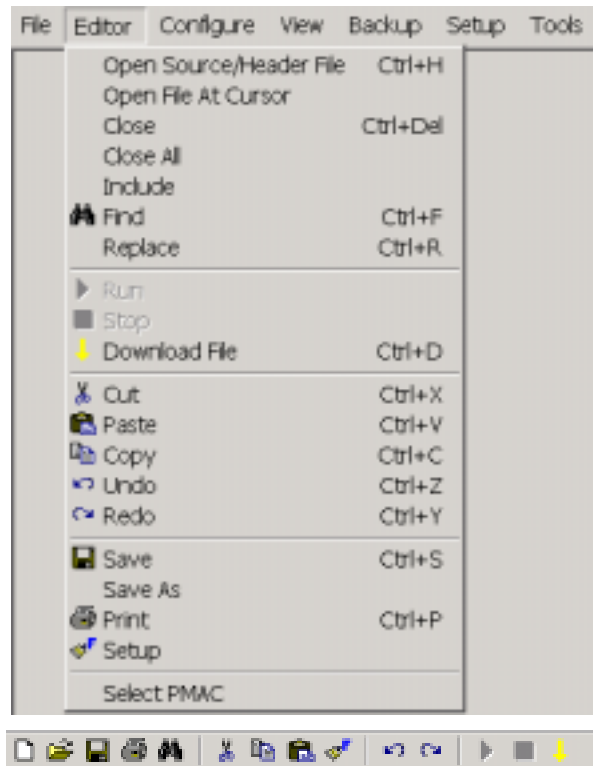 File Editor Configure View Backup Setup Tools
Open Source/Header File Ctrl+H
Open File At Cursor
Close Ctrl+Del
Close All
Include
Find Ctrl+F
Replace Ctrl+R
Run
Stop
Download File Ctrl+D
Cut Ctrl+X
Paste Ctrl+V
Copy Ctrl+C
Undo Ctrl+Z
Redo Ctrl+Y
Save Ctrl+S
Save As
Print Ctrl+P
Setup
Select PMAC